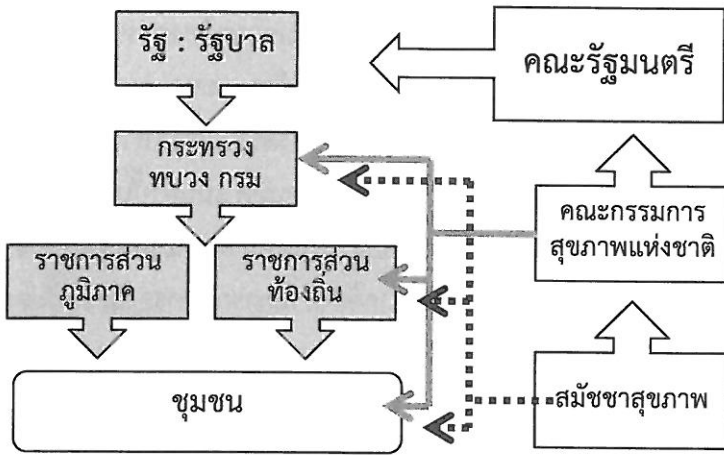 รัฐ : รัฐบาล
คณะรัฐมนตรี
กระทรวง
ทบวง กรม
คณะกรรมการ
สุขภาพแห่งชาติ
ราชการส่วน
ภูมิภาค
ราชการส่วน
ท้องถิ่น
ชุมชน
สมัชชาสุขภาพ